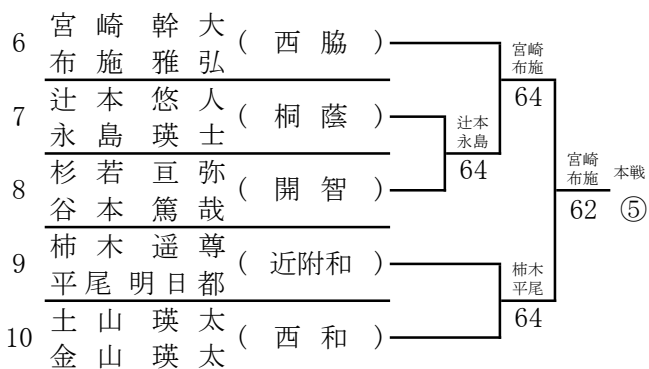 6 宮崎 幹大 ( 西脇 )
布施 雅弘
7 辻本 悠人 ( 桐蔭 )
永島 瑛士
8 杉若 亘弥 ( 開智 )
谷本 篤哉
9 柿木 遥尊 ( 近附和 )
平尾 明日都
10 土山 瑛太 ( 西和 )
金山 瑛太
辻本
永島
64
宮崎
布施
64
柿木
平尾
64
宮崎
布施
62
本戦
⑤